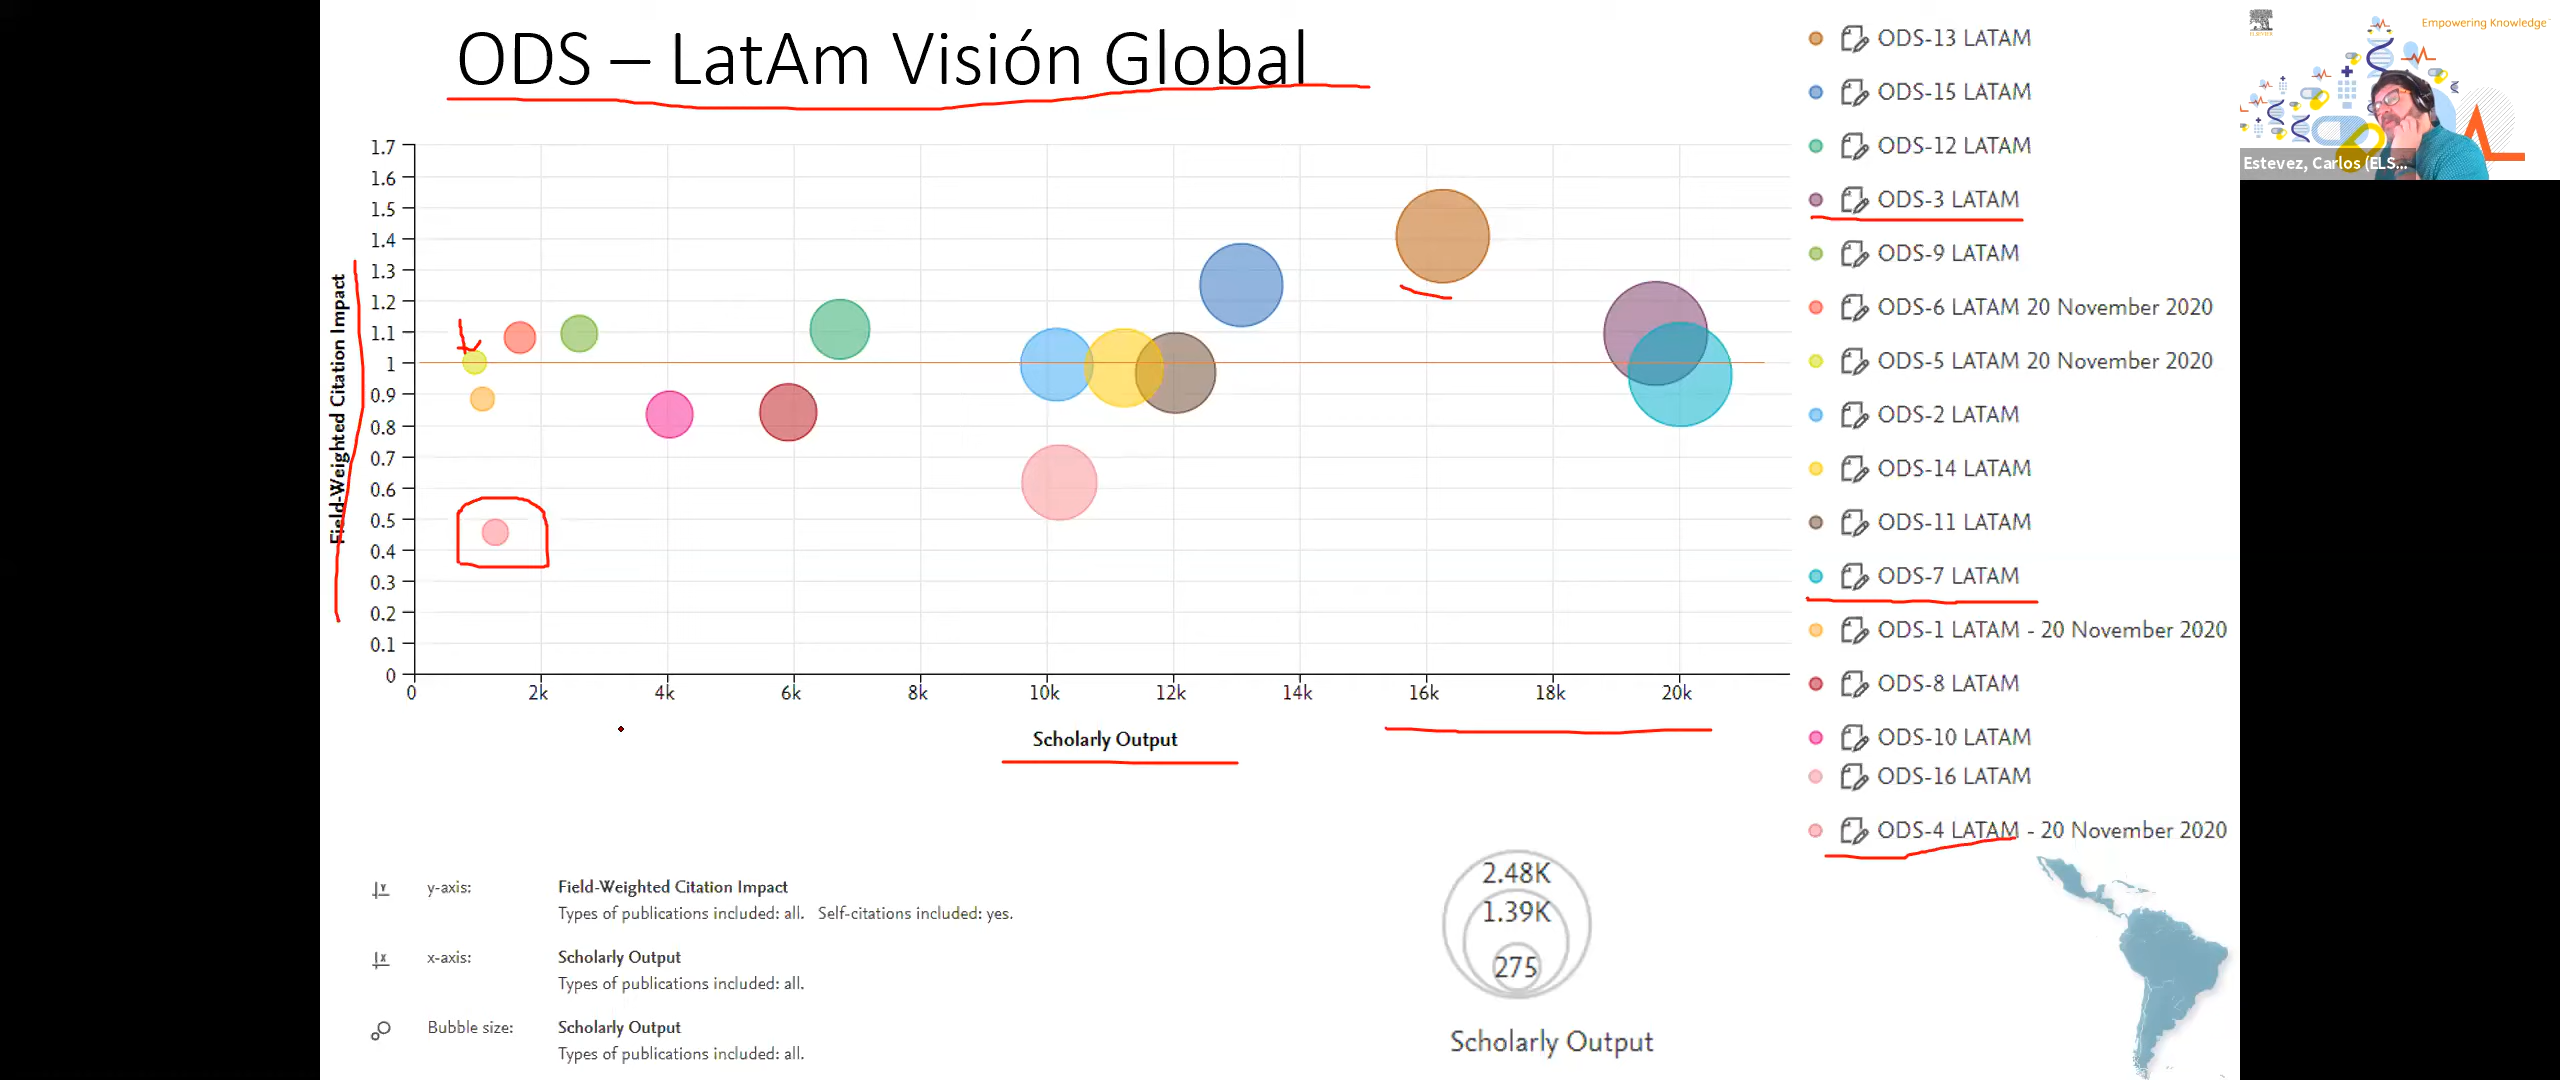 ODS – LatAm Visión Global
Field-Weighted Citation Impact
1.7
1.6
1.5
1.4
1.3
1.2
1.1
1
0.9
0.8
0.7
0.6
0.5
0.4
0.3
0.2
0.1
0
0 2k 4k 6k 8k 10k 12k 14k 16k 18k 20k
Scholarly Output
ODS-13 LATAM
ODS-15 LATAM
ODS-12 LATAM
ODS-3 LATAM
ODS-9 LATAM
ODS-6 LATAM 20 November 2020
ODS-5 LATAM 20 November 2020
ODS-2 LATAM
ODS-14 LATAM
ODS-11 LATAM
ODS-7 LATAM
ODS-1 LATAM - 20 November 2020
ODS-8 LATAM
ODS-10 LATAM
ODS-16 LATAM
ODS-4 LATAM - 20 November 2020
y-axis: Field-Weighted Citation Impact
Types of publications included: all. Self-citations included: yes.
x-axis: Scholarly Output
Types of publications included: all.
Bubble size: Scholarly Output
Types of publications included: all.
2.48K
1.39K
275
Scholarly Output
Empowering Knowledge
Estevez, Carlos (ELS...